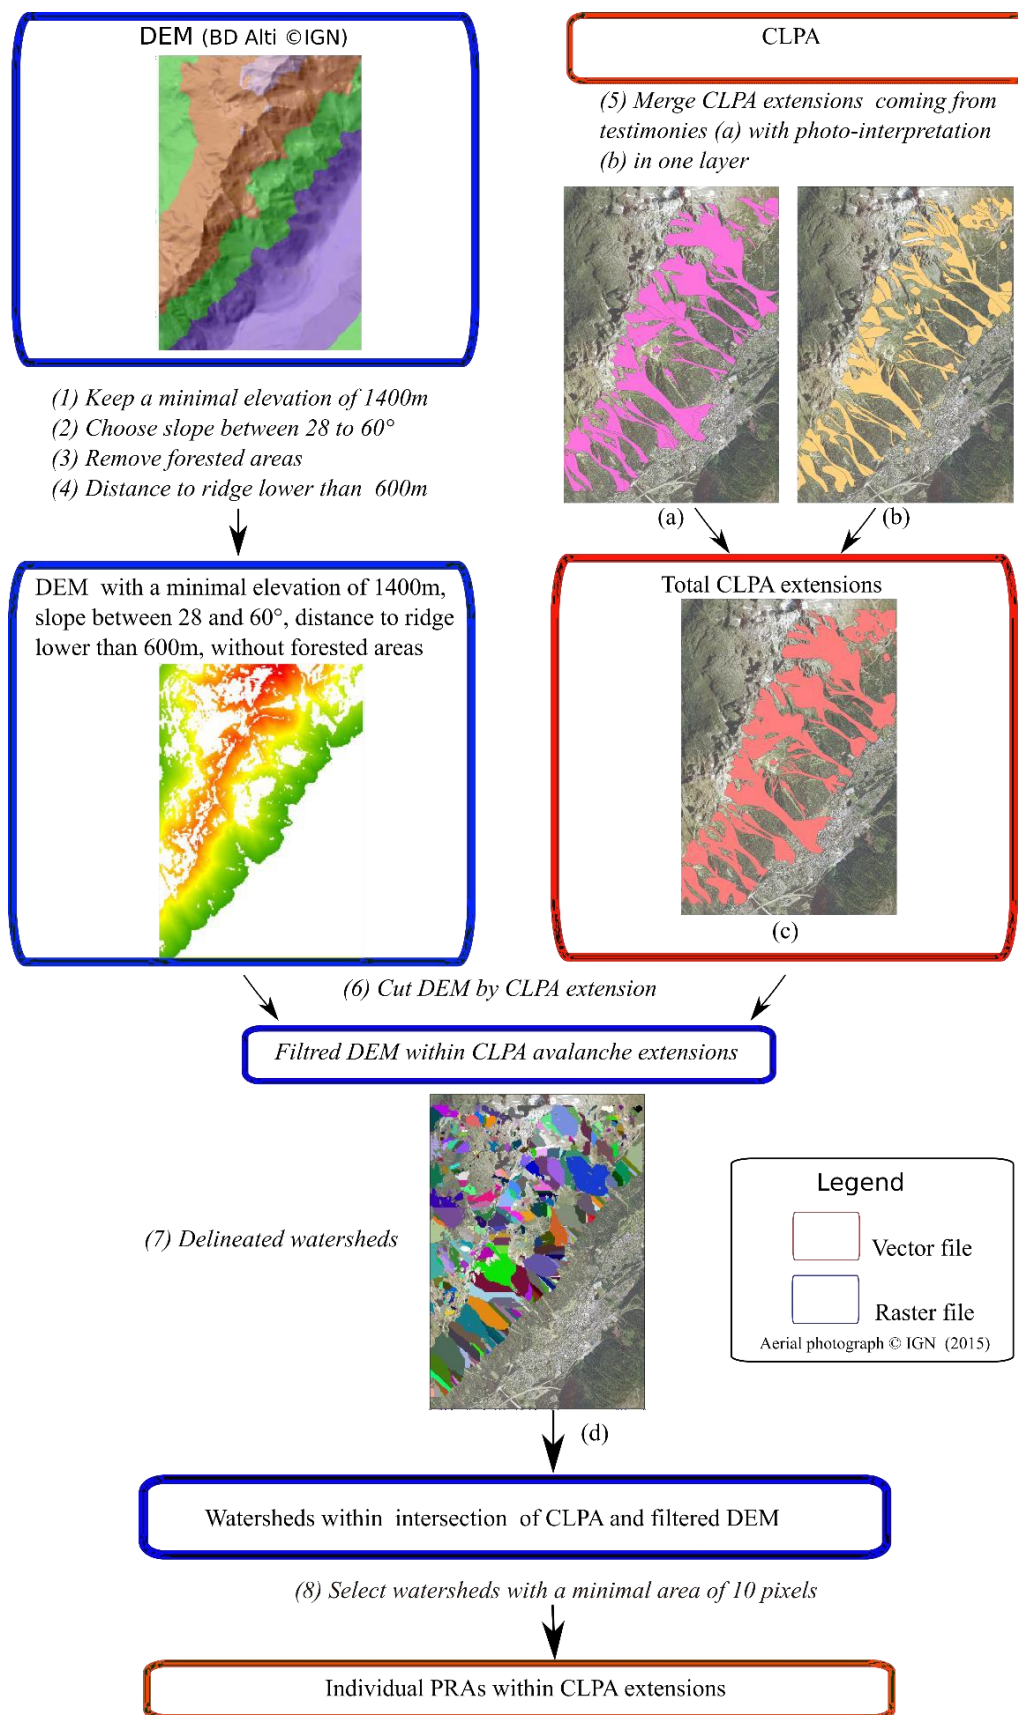 DEM (BD Alti ©IGN)
(1) Keep a minimal elevation of 1400m
(2) Choose slope between 28 to 60°
(3) Remove forested areas
(4) Distance to ridge lower than 600m
DEM with a minimal elevation of 1400m,
slope between 28 and 60°, distance to ridge
lower than 600m, without forested areas
CLPA
(5) Merge CLPA extensions coming from
testimonies (a) with photo-interpretation
(b) in one layer
(a)
(b)
Total CLPA extensions
(c)
(6) Cut DEM by CLPA extension
Filtred DEM within CLPA avalanche extensions
(7) Delineated watersheds
(d)
Legend
Vector file
Raster file
Aerial photograph © IGN (2015)
Watersheds within intersection of CLPA and filtered DEM
(8) Select watersheds with a minimal area of 10 pixels
Individual PRAs within CLPA extensions